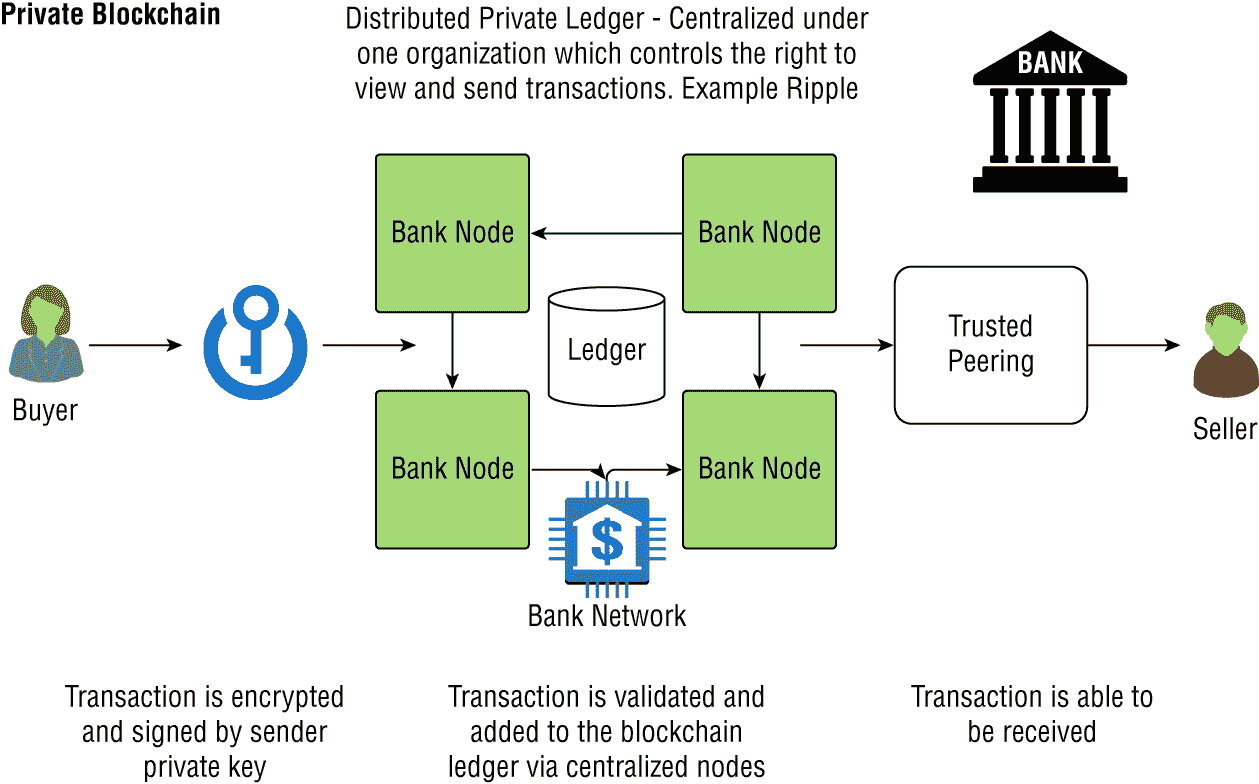 Private Blockchain
Distributed Private Ledger - Centralized under
one organization which controls the right to
view and send transactions. Example Ripple
BANK
Bank Node
Bank Node
Ledger
Trusted
Peering
Buyer
Seller
Bank Node
Bank Node
$
Bank Network
Transaction is encrypted
and signed by sender
private key
Transaction is validated and
added to the blockchain
ledger via centralized nodes
Transaction is able to
be received